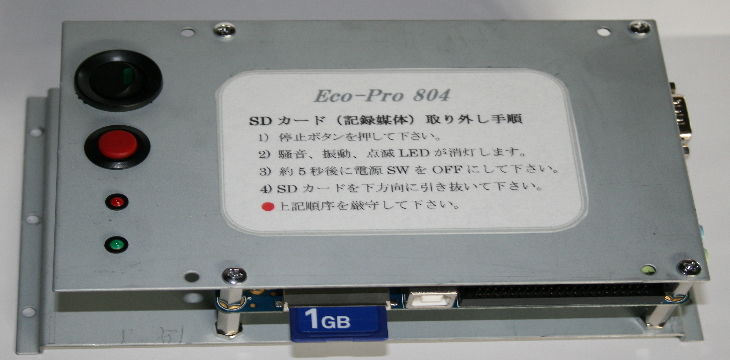 Eco-Pro 804
SDカード（記録媒体）取り外し手順
1）停止ボタンを押して下さい。
2）騒音、振動、点滅LEDが消灯します。
3）約5秒後に電源SWをOFFにして下さい。
4）SDカードを下方向に引き抜いて下さい。
●上記順序を厳守して下さい。
1GB